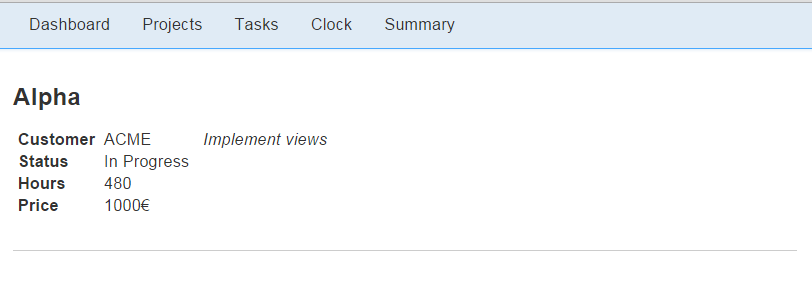 Dashboard Projects Tasks Clock Summary
Alpha
Customer ACME Implement views
Status In Progress
Hours 480
Price 1000€